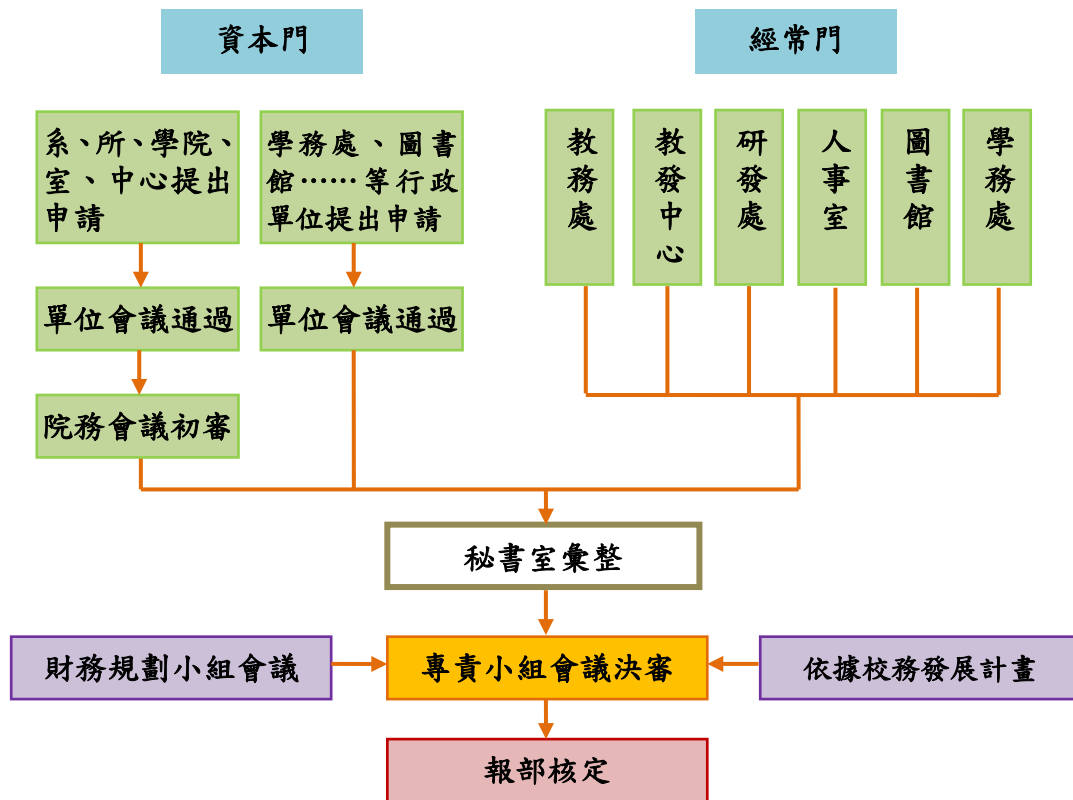 資本門
經常門
系、所、學院、
室、中心提出
申請
學務處、圖書
館……等行政
單位提出申請
教務處
教發中心
研發處
人事室
圖書館
學務處
單位會議通過
單位會議通過
院務會議初審
秘書室彙整
財務規劃小組會議
專責小組會議決審
依據校務發展計畫
報部核定